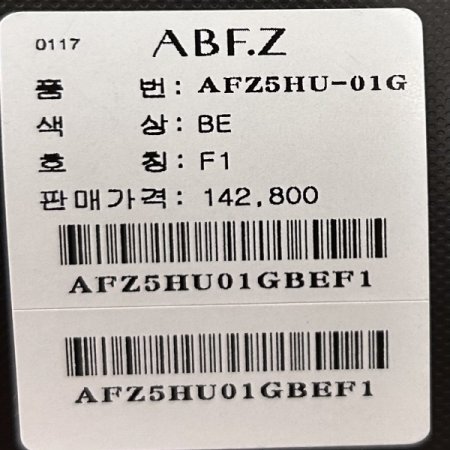 0117 ABF.Z
품 번: AFZ5HU-01G
색 상: BE
호 칭: F1
판매가격: 142,800
AFZ5HU01GBEF1
AFZ5HU01GBEF1